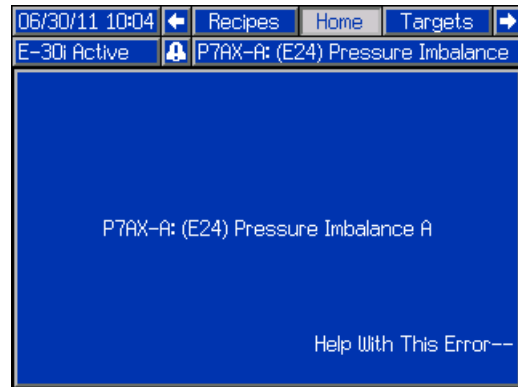 06/30/11 10:04 Recipes Home Targets
E-30i Active P7AX-A: (E24) Pressure Imbalance
P7AX-A: (E24) Pressure Imbalance A
Help With This Error--